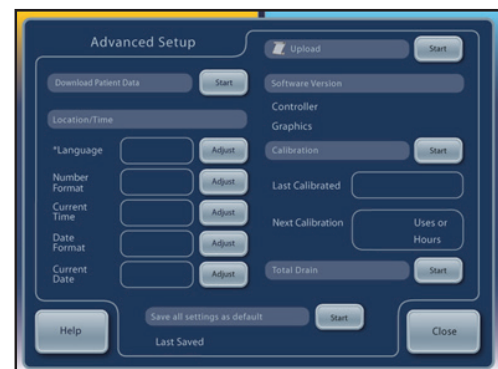 Advanced Setup
Upload
Start
Download Patient Data
Start
Software Version
Controller
Graphics
Location/Time
*Language
Adjust
Calibration
Start
Number
Format
Adjust
Last Calibrated
Current
Time
Adjust
Next Calibration
Uses or
Hours
Date
Format
Adjust
Current
Date
Adjust
Total Drain
Start
Help
Save all settings as default
Start
Last Saved
Close